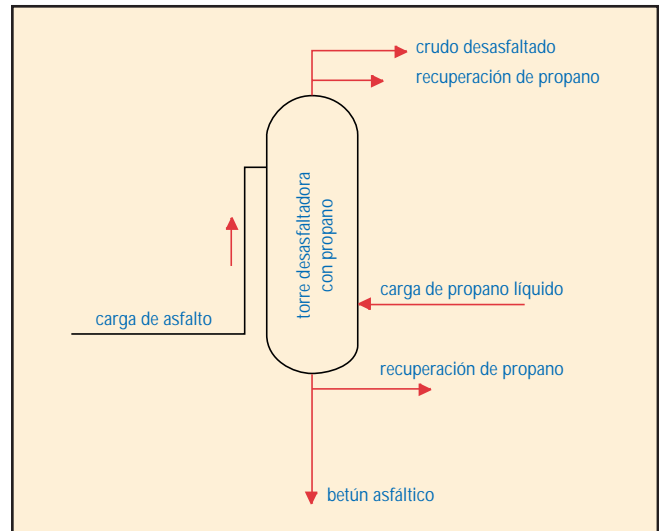 crudo desasfaltado
recuperación de propano
torre desasfaltadora
con propano
carga de propano líquido
carga de asfalto
recuperación de propano
betún asfáltico